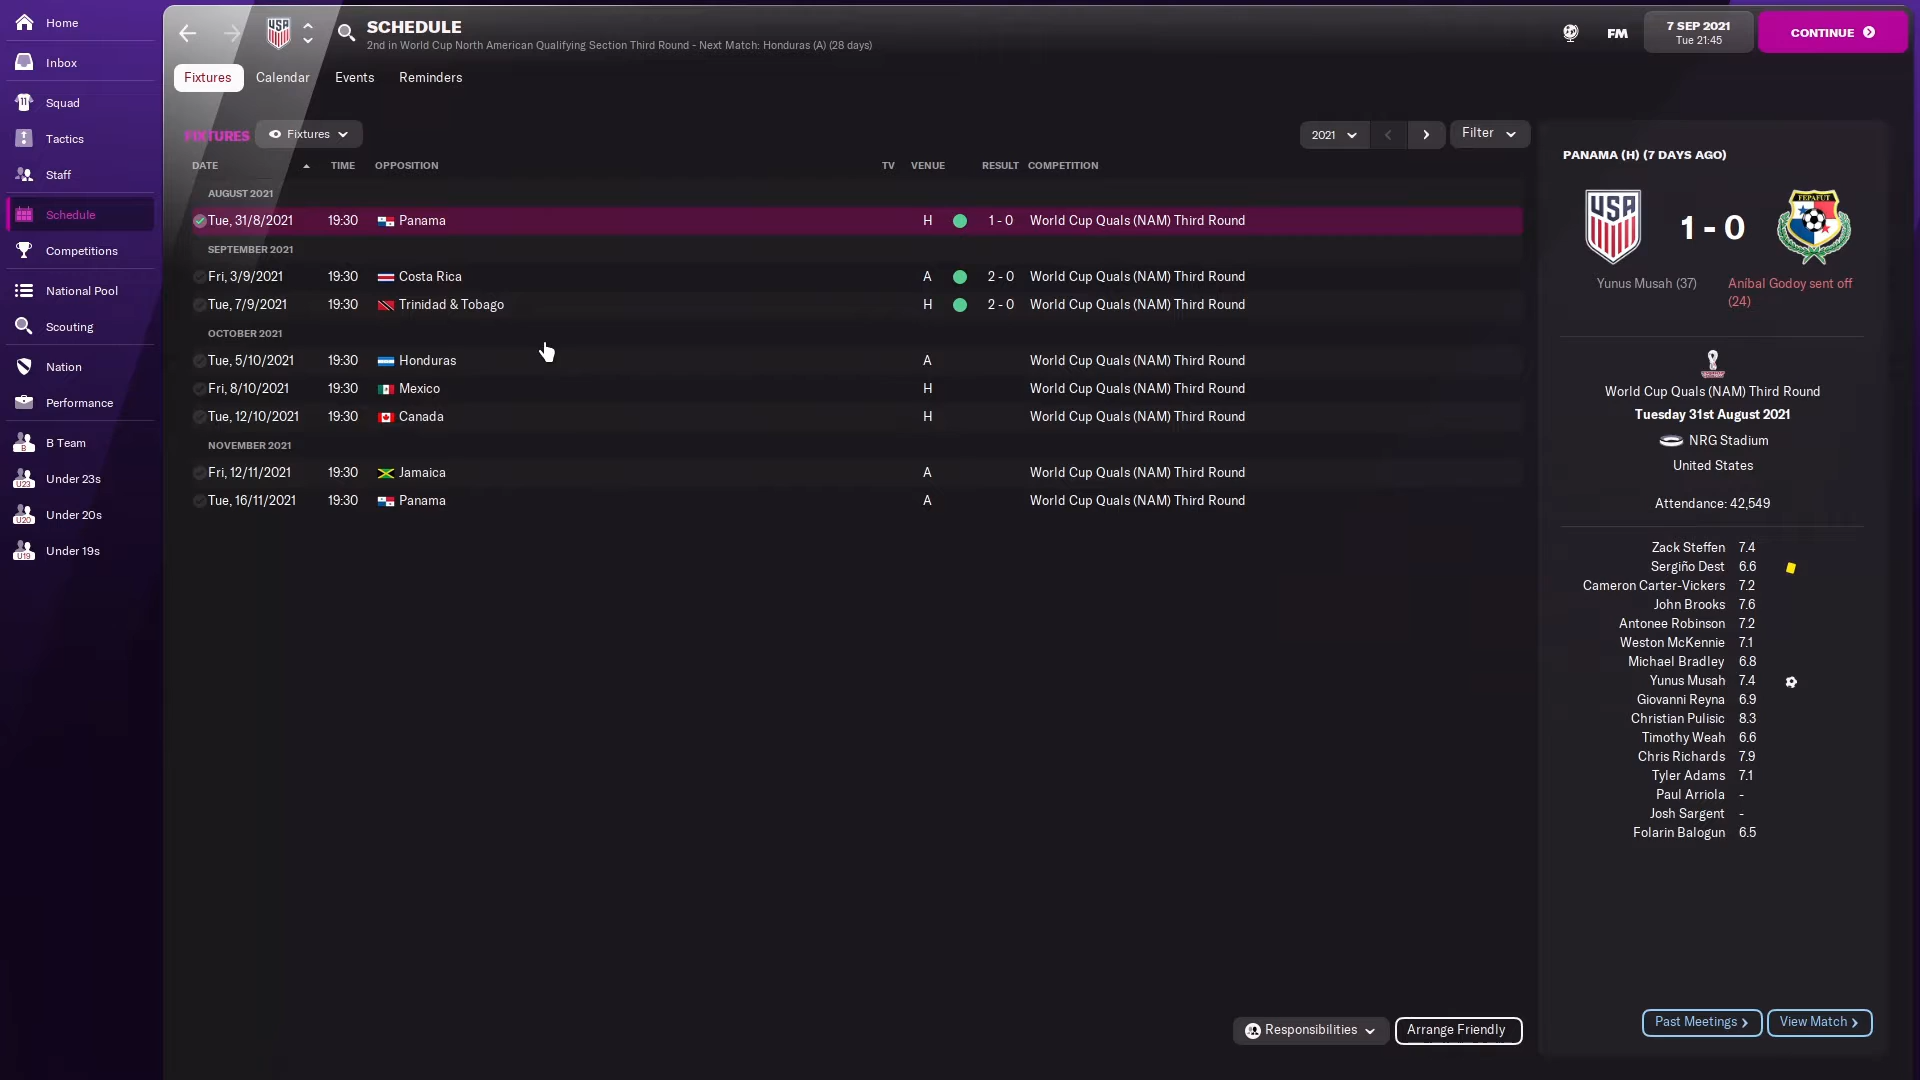 Home
Inbox
Squad
Tactics
Staff
Schedule
Competitions
National Pool
Scouting
Nation
Performance
B Team
Under 23s
Under 20s
Under 19s
SCHEDULE
2nd in World Cup North American Qualifying Section Third Round - Next Match: Honduras (A) (28 days)
FM
7 SEP 2021
Tue 21:45
CONTINUE
Fixtures Calendar Events Reminders
FIXTURES Fixtures 2021 Filter
DATE TIME OPPOSITION TV VENUE RESULT COMPETITION
AUGUST 2021
Tue, 31/8/2021 19:30 Panama H 1 - 0 World Cup Quals (NAM) Third Round
SEPTEMBER 2021
Fri, 3/9/2021 19:30 Costa Rica A 2 - 0 World Cup Quals (NAM) Third Round
Tue, 7/9/2021 19:30 Trinidad & Tobago H 2 - 0 World Cup Quals (NAM) Third Round
OCTOBER 2021
Tue, 5/10/2021 19:30 Honduras A World Cup Quals (NAM) Third Round
Fri, 8/10/2021 19:30 Mexico H World Cup Quals (NAM) Third Round
Tue, 12/10/2021 19:30 Canada H World Cup Quals (NAM) Third Round
NOVEMBER 2021
Fri, 12/11/2021 19:30 Jamaica A World Cup Quals (NAM) Third Round
Tue, 16/11/2021 19:30 Panama A World Cup Quals (NAM) Third Round
Responsibilities Arrange Friendly
PANAMA (H) (7 DAYS AGO)
USA 1 - 0 FEPAFUT
Yunus Musah (37) Aníbal Godoy sent off
(24)
World Cup Quals (NAM) Third Round
Tuesday 31st August 2021
NRG Stadium
United States
Attendance: 42,549
Zack Steffen 7.4
Sergiño Dest 6.6
Cameron Carter-Vickers 7.2
John Brooks 7.6
Antonee Robinson 7.2
Weston McKennie 7.1
Michael Bradley 6.8
Yunus Musah 7.4
Giovanni Reyna 6.9
Christian Pulisic 8.3
Timothy Weah 6.6
Chris Richards 7.9
Tyler Adams 7.1
Paul Arriola -
Josh Sargent -
Folarin Balogun 6.5
Past Meetings View Match